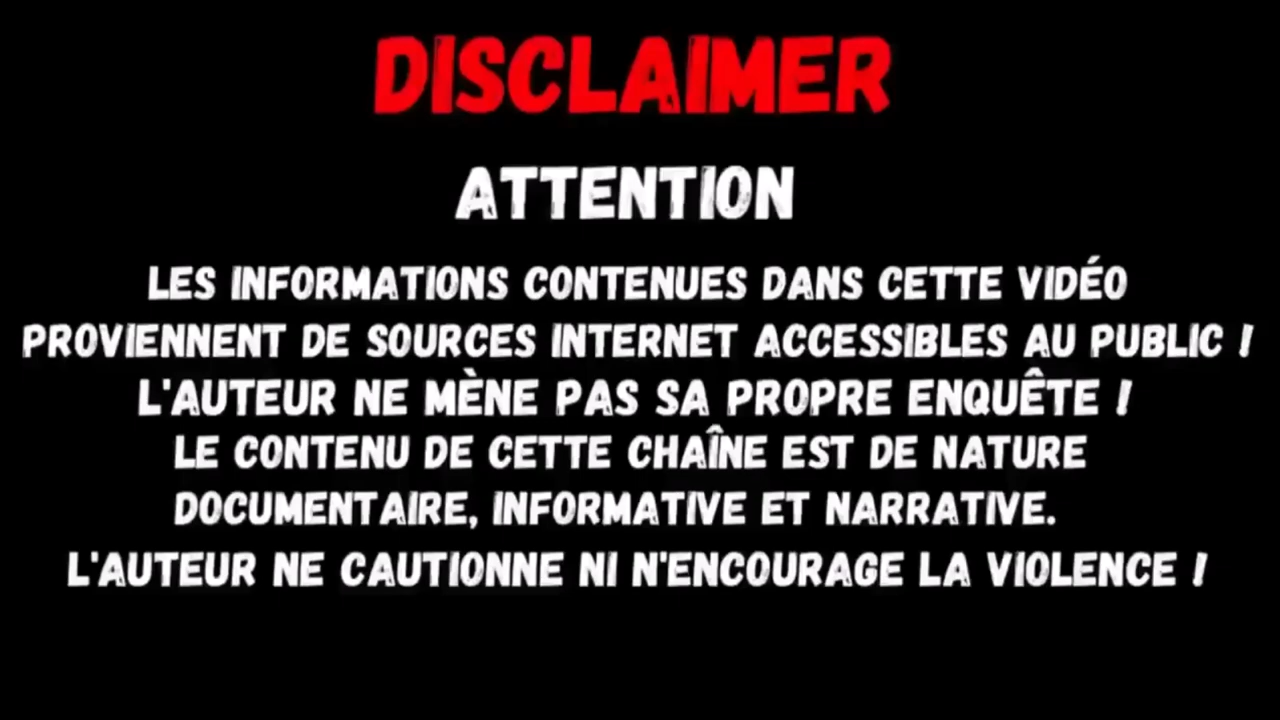 DISCLAIMER
ATTENTION
LES INFORMATIONS CONTENUES DANS CETTE VIDÉO
PROVIENNENT DE SOURCES INTERNET ACCESSIBLES AU PUBLIC !
L'AUTEUR NE MÈNE PAS SA PROPRE ENQUÊTE !
LE CONTENU DE CETTE CHAÎNE EST DE NATURE
DOCUMENTAIRE, INFORMATIVE ET NARRATIVE.
L'AUTEUR NE CAUTIONNE NI N'ENCOURAGE LA VIOLENCE !